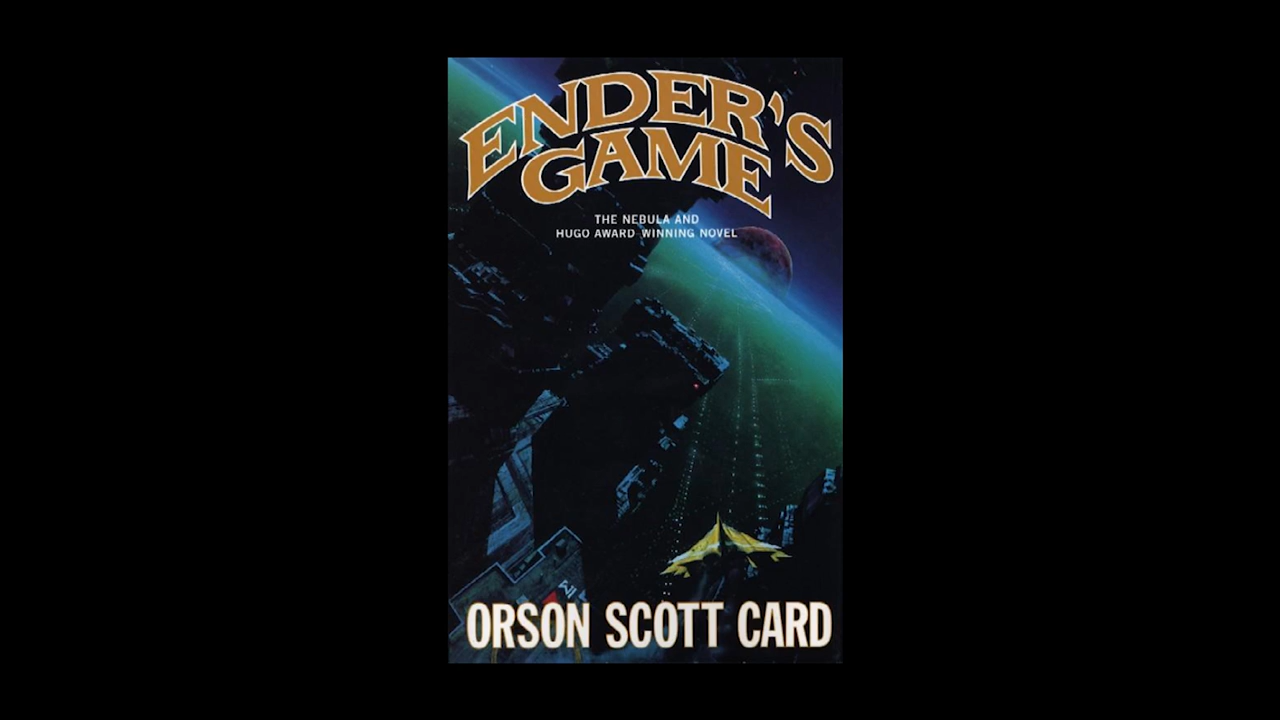 ENDER'S
GAME
THE NEBULA AND
HUGO AWARD WINNING NOVEL
ORSON SCOTT CARD